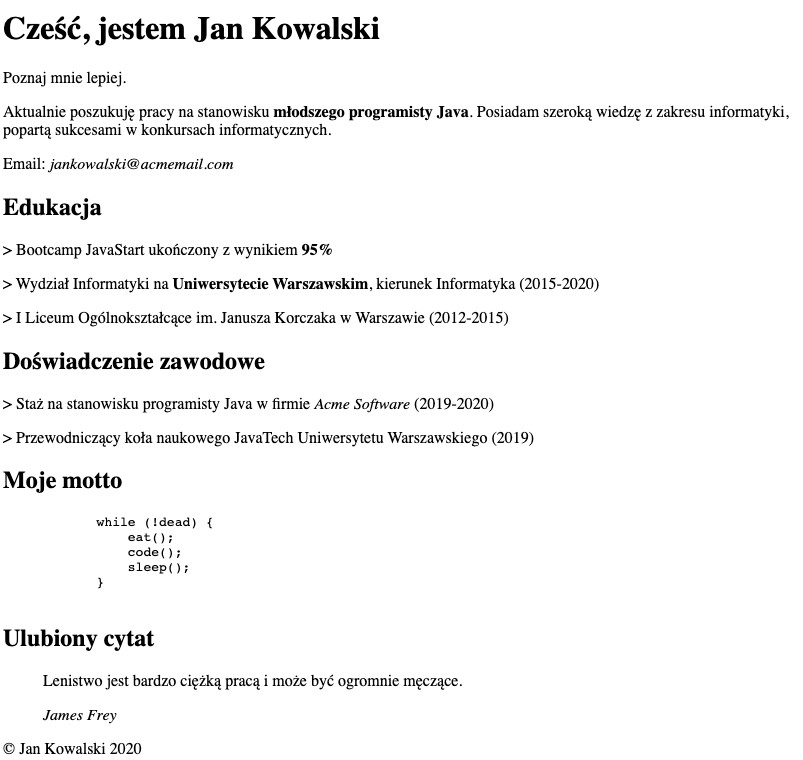 Cześć, jestem Jan Kowalski
Poznaj mnie lepiej.
Aktualnie poszukuję pracy na stanowisku młodszego programisty Java. Posiadam szeroką wiedzę z zakresu informatyki,
popartą sukcesami w konkursach informatycznych.
Email: jankowalski@acmemail.com
Edukacja
> Bootcamp JavaStart ukończony z wynikiem 95%
> Wydział Informatyki na Uniwersytecie Warszawskim, kierunek Informatyka (2015-2020)
> I Liceum Ogólnokształcące im. Janusza Korczaka w Warszawie (2012-2015)
Doświadczenie zawodowe
> Staż na stanowisku programisty Java w firmie Acme Software (2019-2020)
> Przewodniczący koła naukowego JavaTech Uniwersytetu Warszawskiego (2019)
Moje motto
while (!dead) {
    eat();
    code();
    sleep();
}
Ulubiony cytat
Lenistwo jest bardzo ciężką pracą i może być ogromnie męczące.
James Frey
© Jan Kowalski 2020